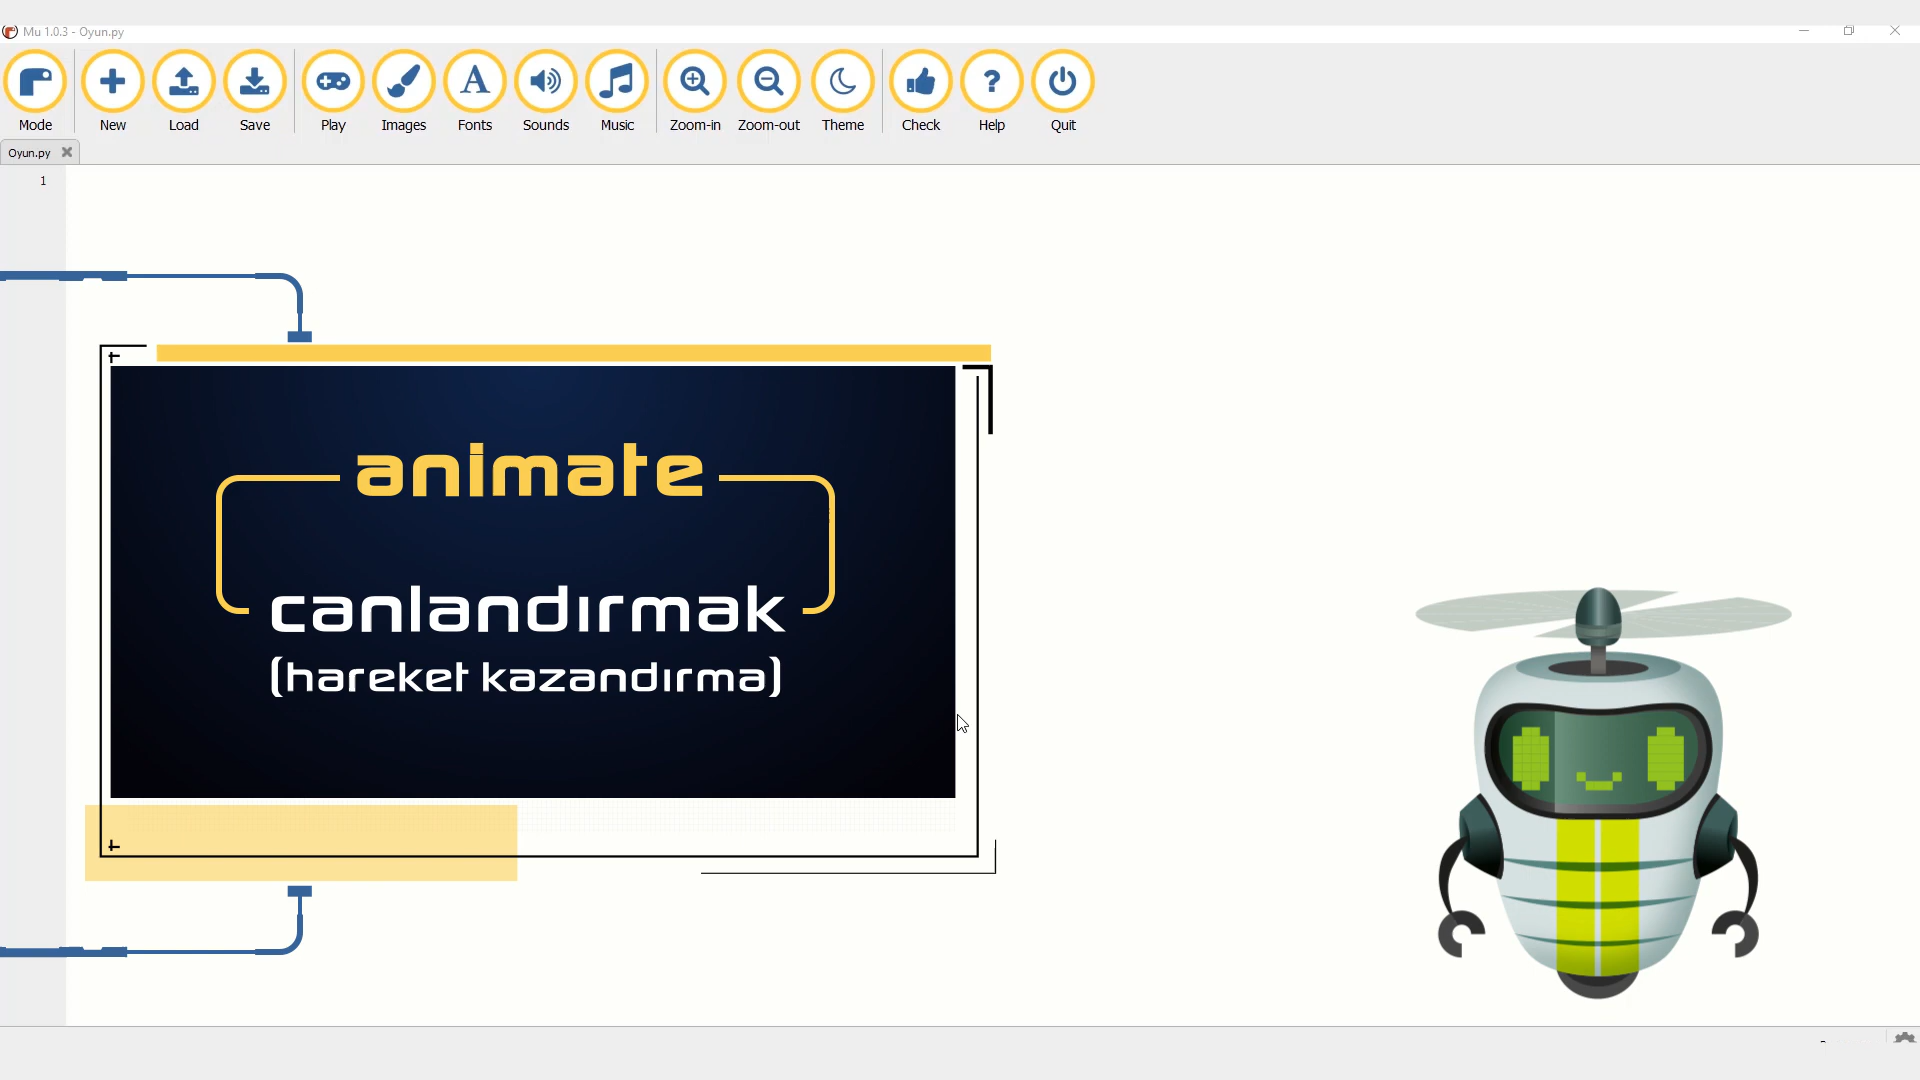 Mu 1.0.3 - Oyun.py
Mode New Load Save Play Images Fonts Sounds Music Zoom-in Zoom-out Theme Check Help Quit
Oyun.py
1
animate
canlandırmak
(hareket kazandırma)